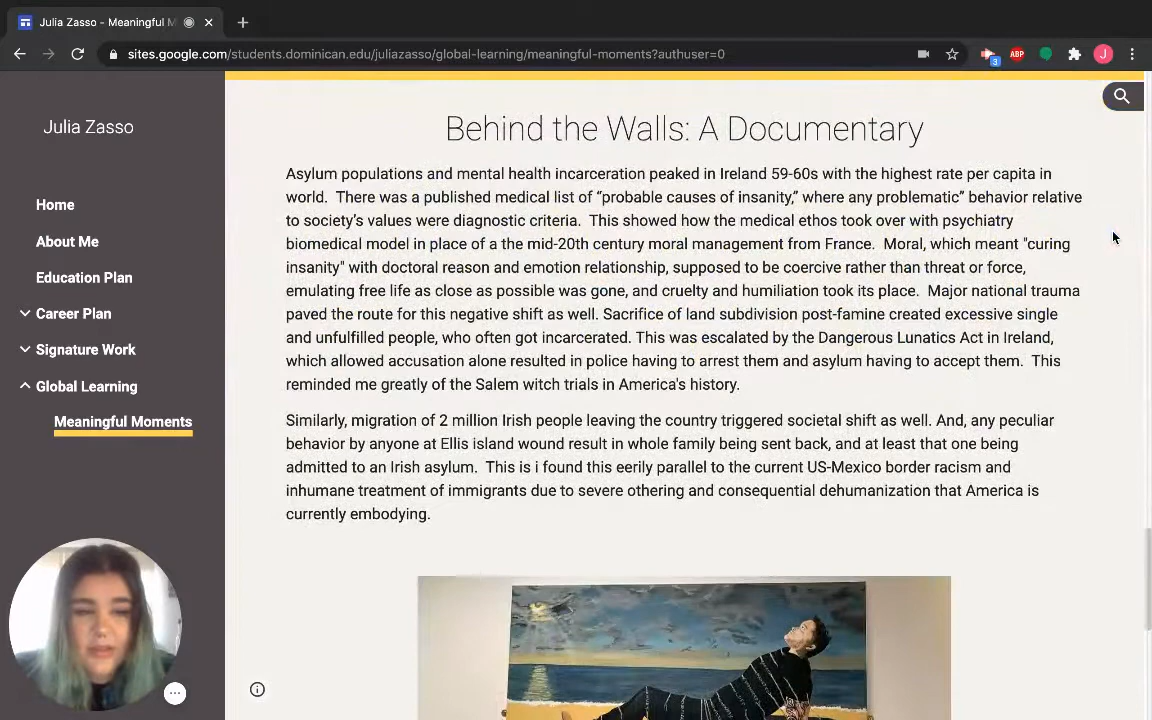 Julia Zasso - Meaningful M
sites.google.com/students.dominican.edu/juliazasso/global-learning/meaningful-moments?authuser=0
3
ABP
J
Julia Zasso
Home
About Me
Education Plan
Career Plan
Signature Work
Global Learning
Meaningful Moments
Behind the Walls: A Documentary
Asylum populations and mental health incarceration peaked in Ireland 59-60s with the highest rate per capita in
world.  There was a published medical list of “probable causes of insanity,” where any problematic” behavior relative
to society’s values were diagnostic criteria.  This showed how the medical ethos took over with psychiatry
biomedical model in place of a the mid-20th century moral management from France.  Moral, which meant "curing
insanity" with doctoral reason and emotion relationship, supposed to be coercive rather than threat or force,
emulating free life as close as possible was gone, and cruelty and humiliation took its place.  Major national trauma
paved the route for this negative shift as well. Sacrifice of land subdivision post-famine created excessive single
and unfulfilled people, who often got incarcerated. This was escalated by the Dangerous Lunatics Act in Ireland,
which allowed accusation alone resulted in police having to arrest them and asylum having to accept them.  This
reminded me greatly of the Salem witch trials in America's history.
Similarly, migration of 2 million Irish people leaving the country triggered societal shift as well. And, any peculiar
behavior by anyone at Ellis island wound result in whole family being sent back, and at least that one being
admitted to an Irish asylum.  This is i found this eerily parallel to the current US-Mexico border racism and
inhumane treatment of immigrants due to severe othering and consequential dehumanization that America is
currently embodying.